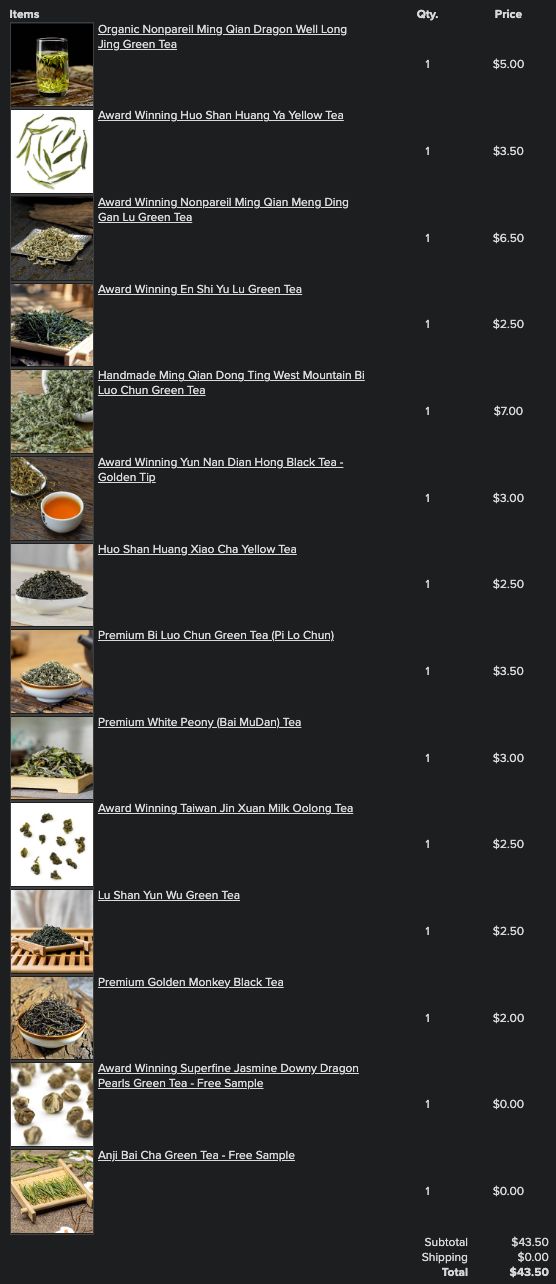 Items Qty. Price
Organic Nonpareil Ming Qian Dragon Well Long
Jing Green Tea
1 $5.00
Award Winning Huo Shan Huang Ya Yellow Tea
1 $3.50
Award Winning Nonpareil Ming Qian Meng Ding
Gan Lu Green Tea
1 $6.50
Award Winning En Shi Yu Lu Green Tea
1 $2.50
Handmade Ming Qian Dong Ting West Mountain Bi
Luo Chun Green Tea
1 $7.00
Award Winning Yun Nan Dian Hong Black Tea -
Golden Tip
1 $3.00
Huo Shan Huang Xiao Cha Yellow Tea
1 $2.50
Premium Bi Luo Chun Green Tea (Pi Lo Chun)
1 $3.50
Premium White Peony (Bai MuDan) Tea
1 $3.00
Award Winning Taiwan Jin Xuan Milk Oolong Tea
1 $2.50
Lu Shan Yun Wu Green Tea
1 $2.50
Premium Golden Monkey Black Tea
1 $2.00
Award Winning Superfine Jasmine Downy Dragon
Pearls Green Tea - Free Sample
1 $0.00
Anji Bai Cha Green Tea - Free Sample
1 $0.00
Subtotal $43.50
Shipping $0.00
Total $43.50